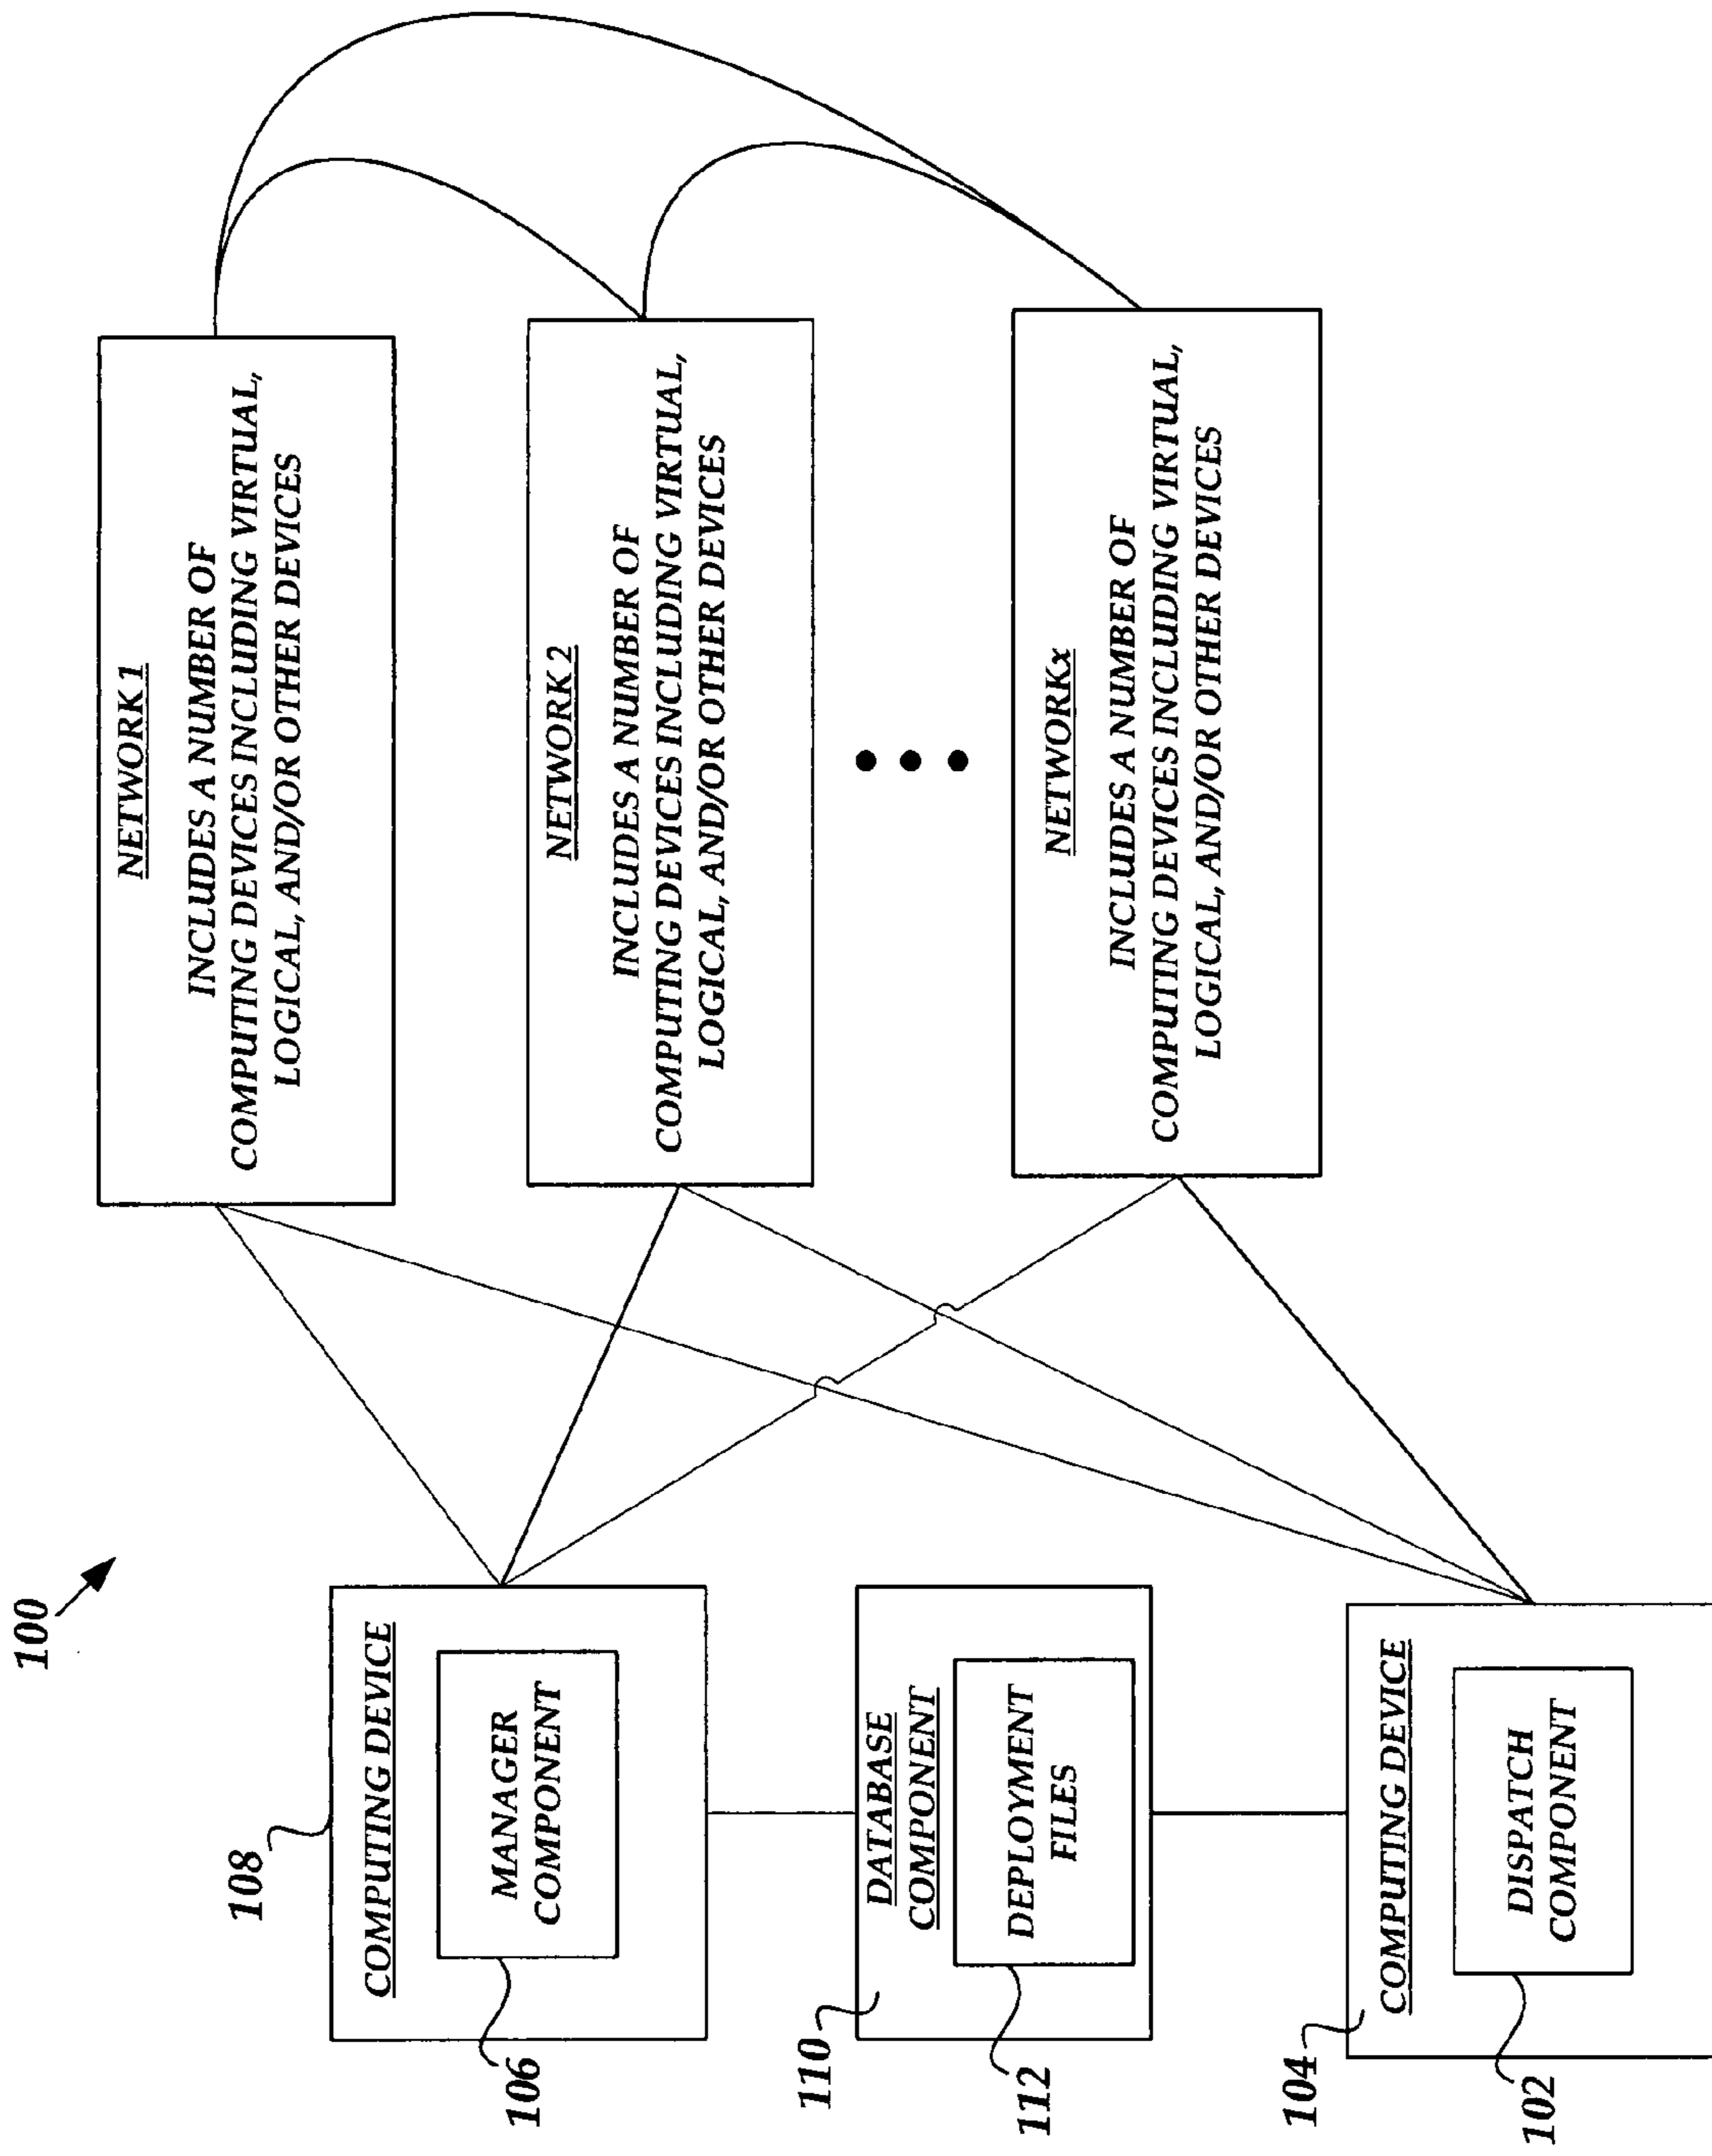 100
108
COMPUTING DEVICE
MANAGER
COMPONENT
106
110
DATABASE
COMPONENT
DEPLOYMENT
FILES
112
104
COMPUTING DEVICE
DISPATCH
COMPONENT
102
NETWORK 1
INCLUDES A NUMBER OF
COMPUTING DEVICES INCLUDING VIRTUAL,
LOGICAL, AND/OR OTHER DEVICES
NETWORK 2
INCLUDES A NUMBER OF
COMPUTING DEVICES INCLUDING VIRTUAL,
LOGICAL, AND/OR OTHER DEVICES
NETWORKx
INCLUDES A NUMBER OF
COMPUTING DEVICES INCLUDING VIRTUAL,
LOGICAL, AND/OR OTHER DEVICES